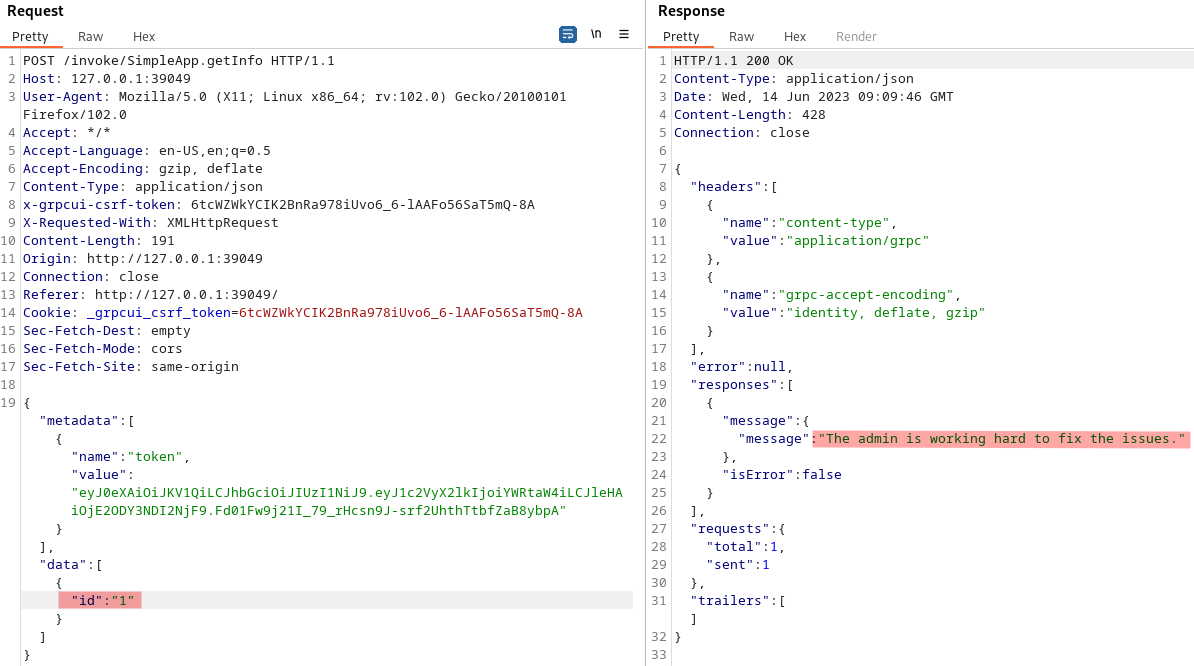 Request
Pretty Raw Hex \n
1 POST /invoke/SimpleApp.getInfo HTTP/1.1
2 Host: 127.0.0.1:39049
3 User-Agent: Mozilla/5.0 (X11; Linux x86_64; rv:102.0) Gecko/20100101
Firefox/102.0
4 Accept: */*
5 Accept-Language: en-US,en;q=0.5
6 Accept-Encoding: gzip, deflate
7 Content-Type: application/json
8 x-grpcui-csrf-token: 6tcWZWkYCIK2BnRa978iUvo6_6-lAAFo56SaT5mQ-8A
9 X-Requested-With: XMLHttpRequest
10 Content-Length: 191
11 Origin: http://127.0.0.1:39049
12 Connection: close
13 Referer: http://127.0.0.1:39049/
14 Cookie: _grpcui_csrf_token=6tcWZWkYCIK2BnRa978iUvo6_6-lAAFo56SaT5mQ-8A
15 Sec-Fetch-Dest: empty
16 Sec-Fetch-Mode: cors
17 Sec-Fetch-Site: same-origin
18
19 {
"metadata":[
{
"name":"token",
"value":
"eyJ0eXAiOiJKV1QiLCJhbGciOiJIUzI1NiJ9.eyJ1c2VyX2lkIjoiYWRtaW4iLCJleHA
iOjE2ODY3NDI2NjF9.Fd01Fw9j21I_79_rHcsn9J-srf2UhthTtbfZaB8ybpA"
}
],
"data":[
{
"id":"1"
}
]
}
Response
Pretty Raw Hex Render
1 HTTP/1.1 200 OK
2 Content-Type: application/json
3 Date: Wed, 14 Jun 2023 09:09:46 GMT
4 Content-Length: 428
5 Connection: close
6
7 {
8 "headers":[
9 {
10 "name":"content-type",
11 "value":"application/grpc"
12 },
13 {
14 "name":"grpc-accept-encoding",
15 "value":"identity, deflate, gzip"
16 }
17 ],
18 "error":null,
19 "responses":[
20 {
21 "message":{
22 "message":"The admin is working hard to fix the issues."
23 },
24 "isError":false
25 }
26 ],
27 "requests":{
28 "total":1,
29 "sent":1
30 },
31 "trailers":[
]
32 }
33